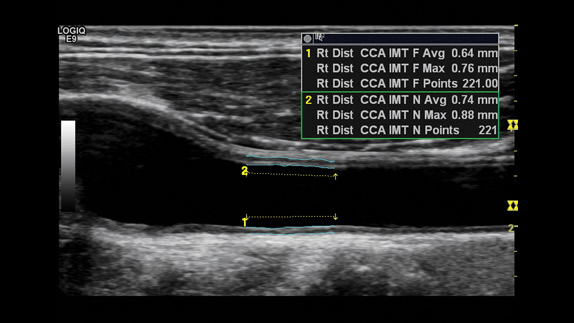 LOGIQ
E9
1 Rt Dist CCA IMT F Avg 0.64 mm
Rt Dist CCA IMT F Max 0.76 mm
Rt Dist CCA IMT F Points 221.00
2 Rt Dist CCA IMT N Avg 0.74 mm
Rt Dist CCA IMT N Max 0.88 mm
Rt Dist CCA IMT N Points 221
2
1
2